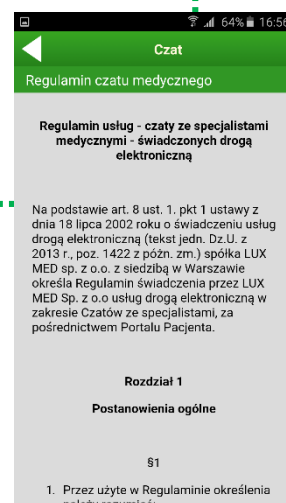 64% 16:56
Czat
Regulamin czatu medycznego
Regulamin usług - czaty ze specjalistami
medycznymi - świadczonych drogą
elektroniczną
Na podstawie art. 8 ust. 1. pkt 1 ustawy z
dnia 18 lipca 2002 roku o świadczeniu usług
drogą elektroniczną (tekst jedn. Dz.U. z
2013 r., poz. 1422 z późn. zm.) spółka LUX
MED sp. z o.o. z siedzibą w Warszawie
określa Regulamin świadczenia przez LUX
MED Sp. z o.o usług drogą elektroniczną w
zakresie Czatów ze specjalistami, za
pośrednictwem Portalu Pacjenta.
Rozdział 1
Postanowienia ogólne
§1
1. Przez użyte w Regulaminie określenia